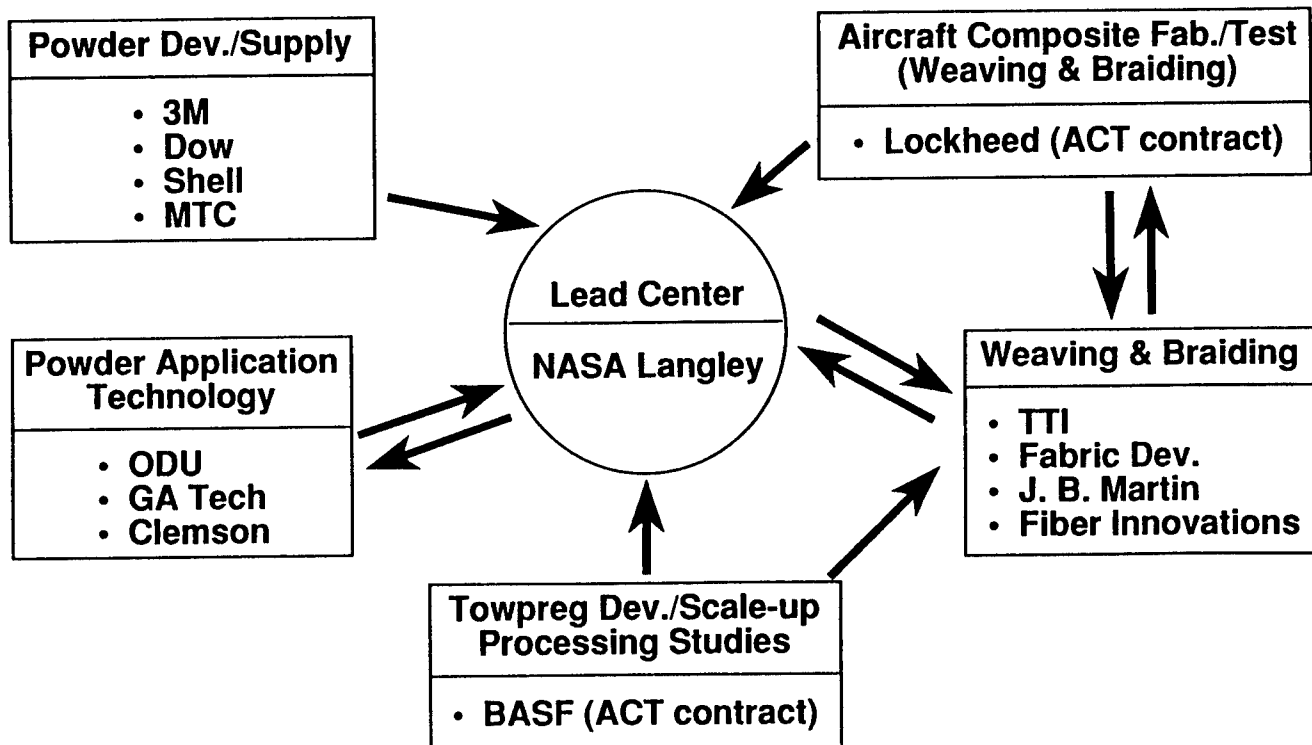 Powder Dev./Supply
• 3M
• Dow
• Shell
• MTC
Aircraft Composite Fab./Test
(Weaving & Braiding)
• Lockheed (ACT contract)
Lead Center
NASA Langley
Powder Application
Technology
• ODU
• GA Tech
• Clemson
Weaving & Braiding
• TTI
• Fabric Dev.
• J. B. Martin
• Fiber Innovations
Towpreg Dev./Scale-up
Processing Studies
• BASF (ACT contract)